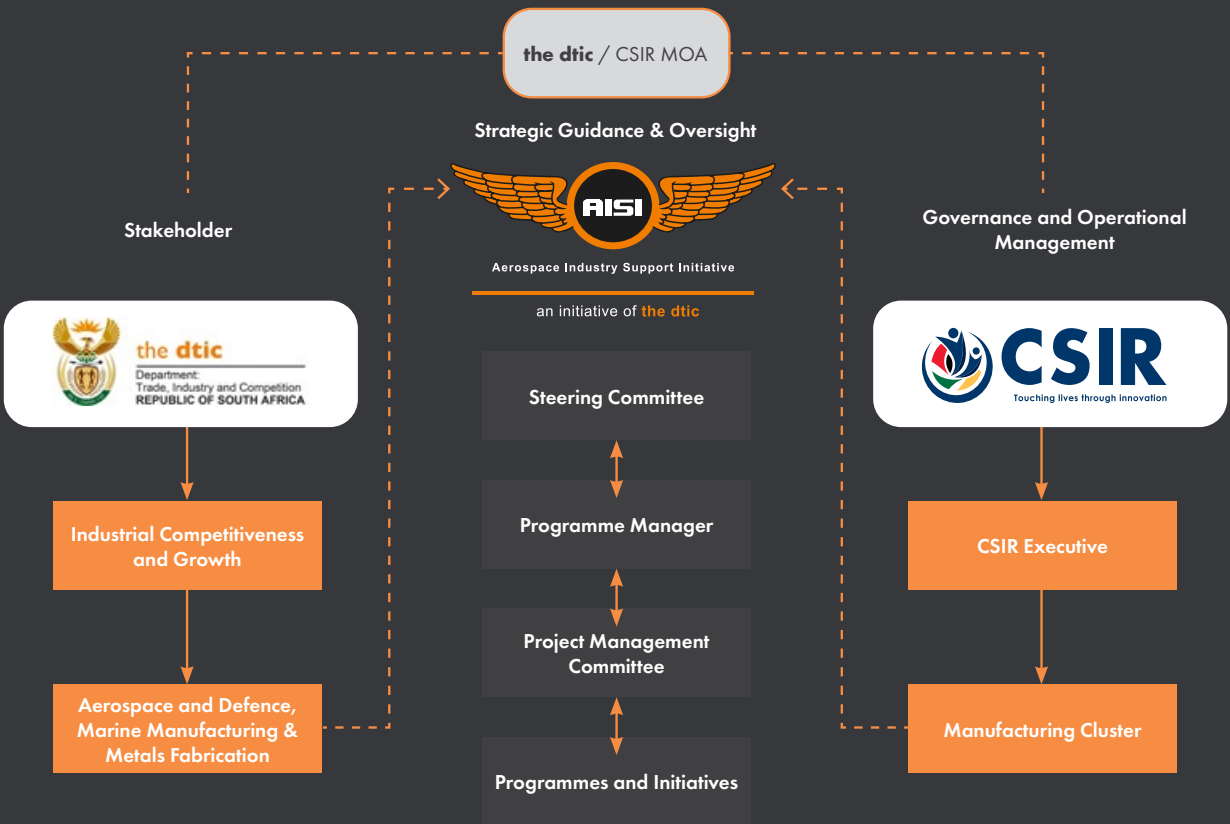 the dtic / CSIR MOA
Strategic Guidance & Oversight
AISI
Aerospace Industry Support Initiative
an initiative of the dtic
Stakeholder
the dtic
Department:
Trade, Industry and Competition
REPUBLIC OF SOUTH AFRICA
Industrial Competitiveness
and Growth
Aerospace and Defence,
Marine Manufacturing &
Metals Fabrication
Steering Committee
Programme Manager
Project Management
Committee
Programmes and Initiatives
Governance and Operational
Management
CSIR
Touching lives through innovation
CSIR Executive
Manufacturing Cluster